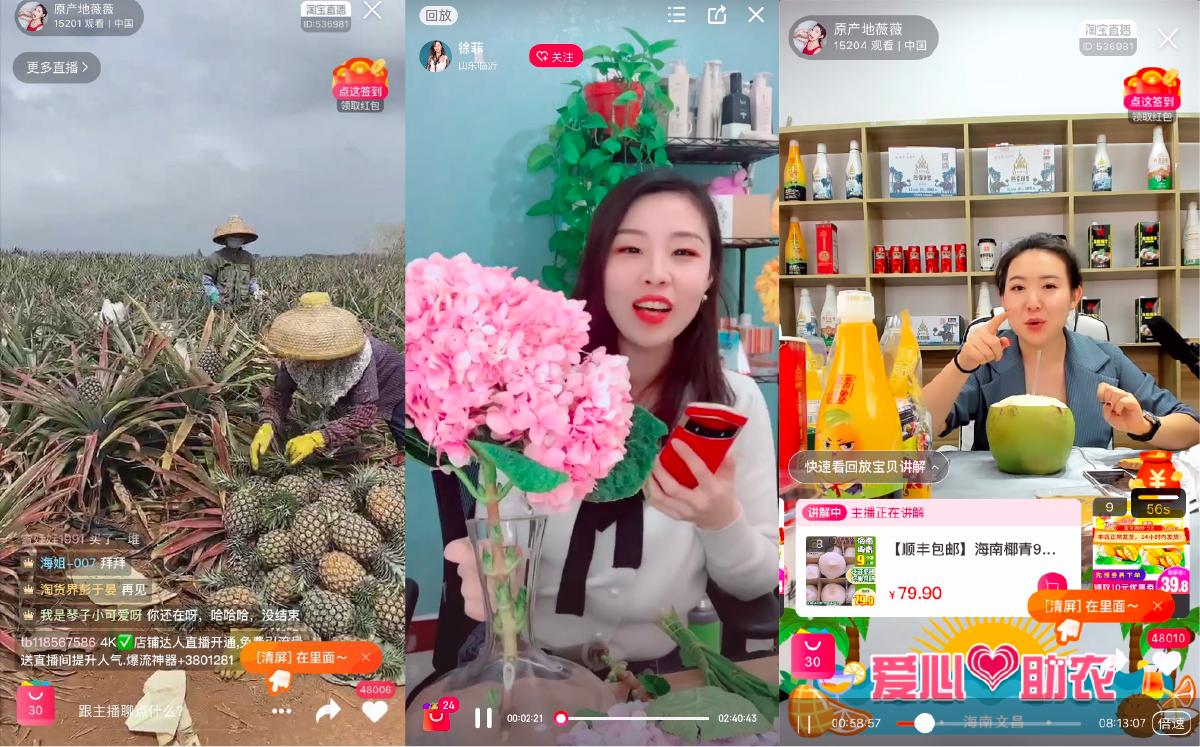 原产地薇薇
15201 观看 | 中国
淘宝直播
ID:536981
更多直播 >
点这签到
领取红包
买了一堆
海姐-007 拜拜
淘货界彭于晏 再见
我是琴子小可爱呀 你还在呀，哈哈哈，没结束
tb118567586 4K✅店铺达人直播开通,免费引流量
送直播间提升人气.爆流神器+3801281
[清屏] 在里面~
30
跟主播聊点什么?
48006
回放
徐菲
山东临沂
关注
24
00:02:21
02:40:43
原产地薇薇
15204 观看 | 中国
淘宝直播
ID:536981
点这签到
领取红包
快速看回放宝贝讲解
¥
56s
讲解中 主播正在讲解
8
【顺丰包邮】海南椰青9...
¥79.90
9
39.8
[清屏] 在里面~
30
48010
爱心助农
海南文昌
00:58:57
08:13:07
倍速